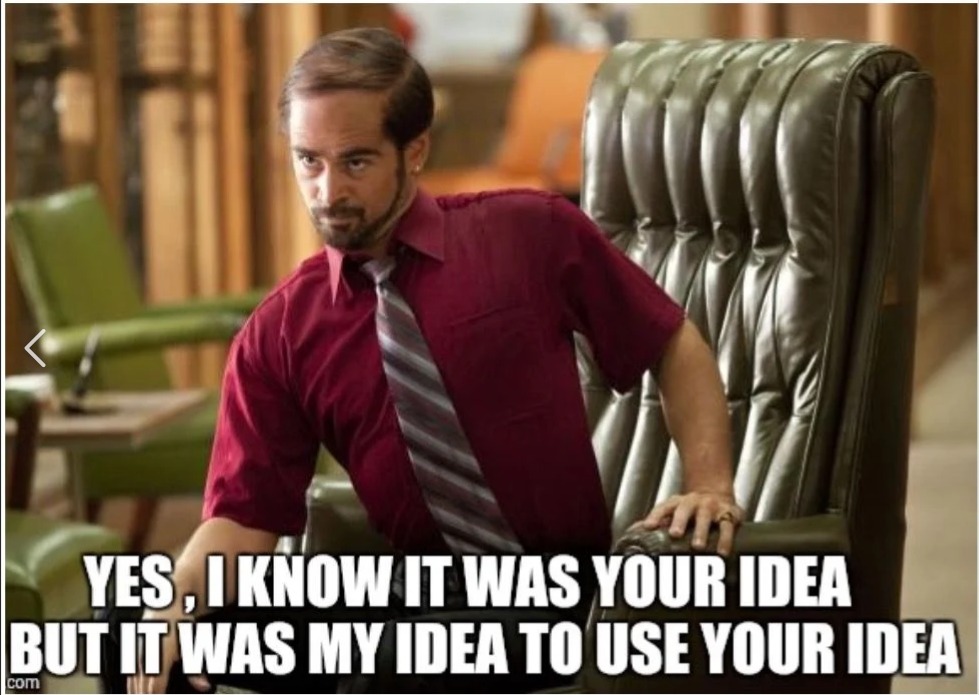 YES , I KNOW IT WAS YOUR IDEA
BUT IT WAS MY IDEA TO USE YOUR IDEA
com